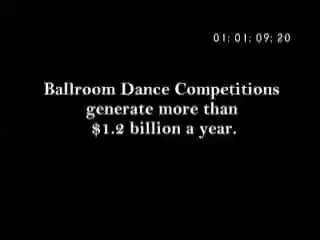 01; 01; 09; 20
Ballroom Dance Competitions
generate more than
$1.2 billion a year.